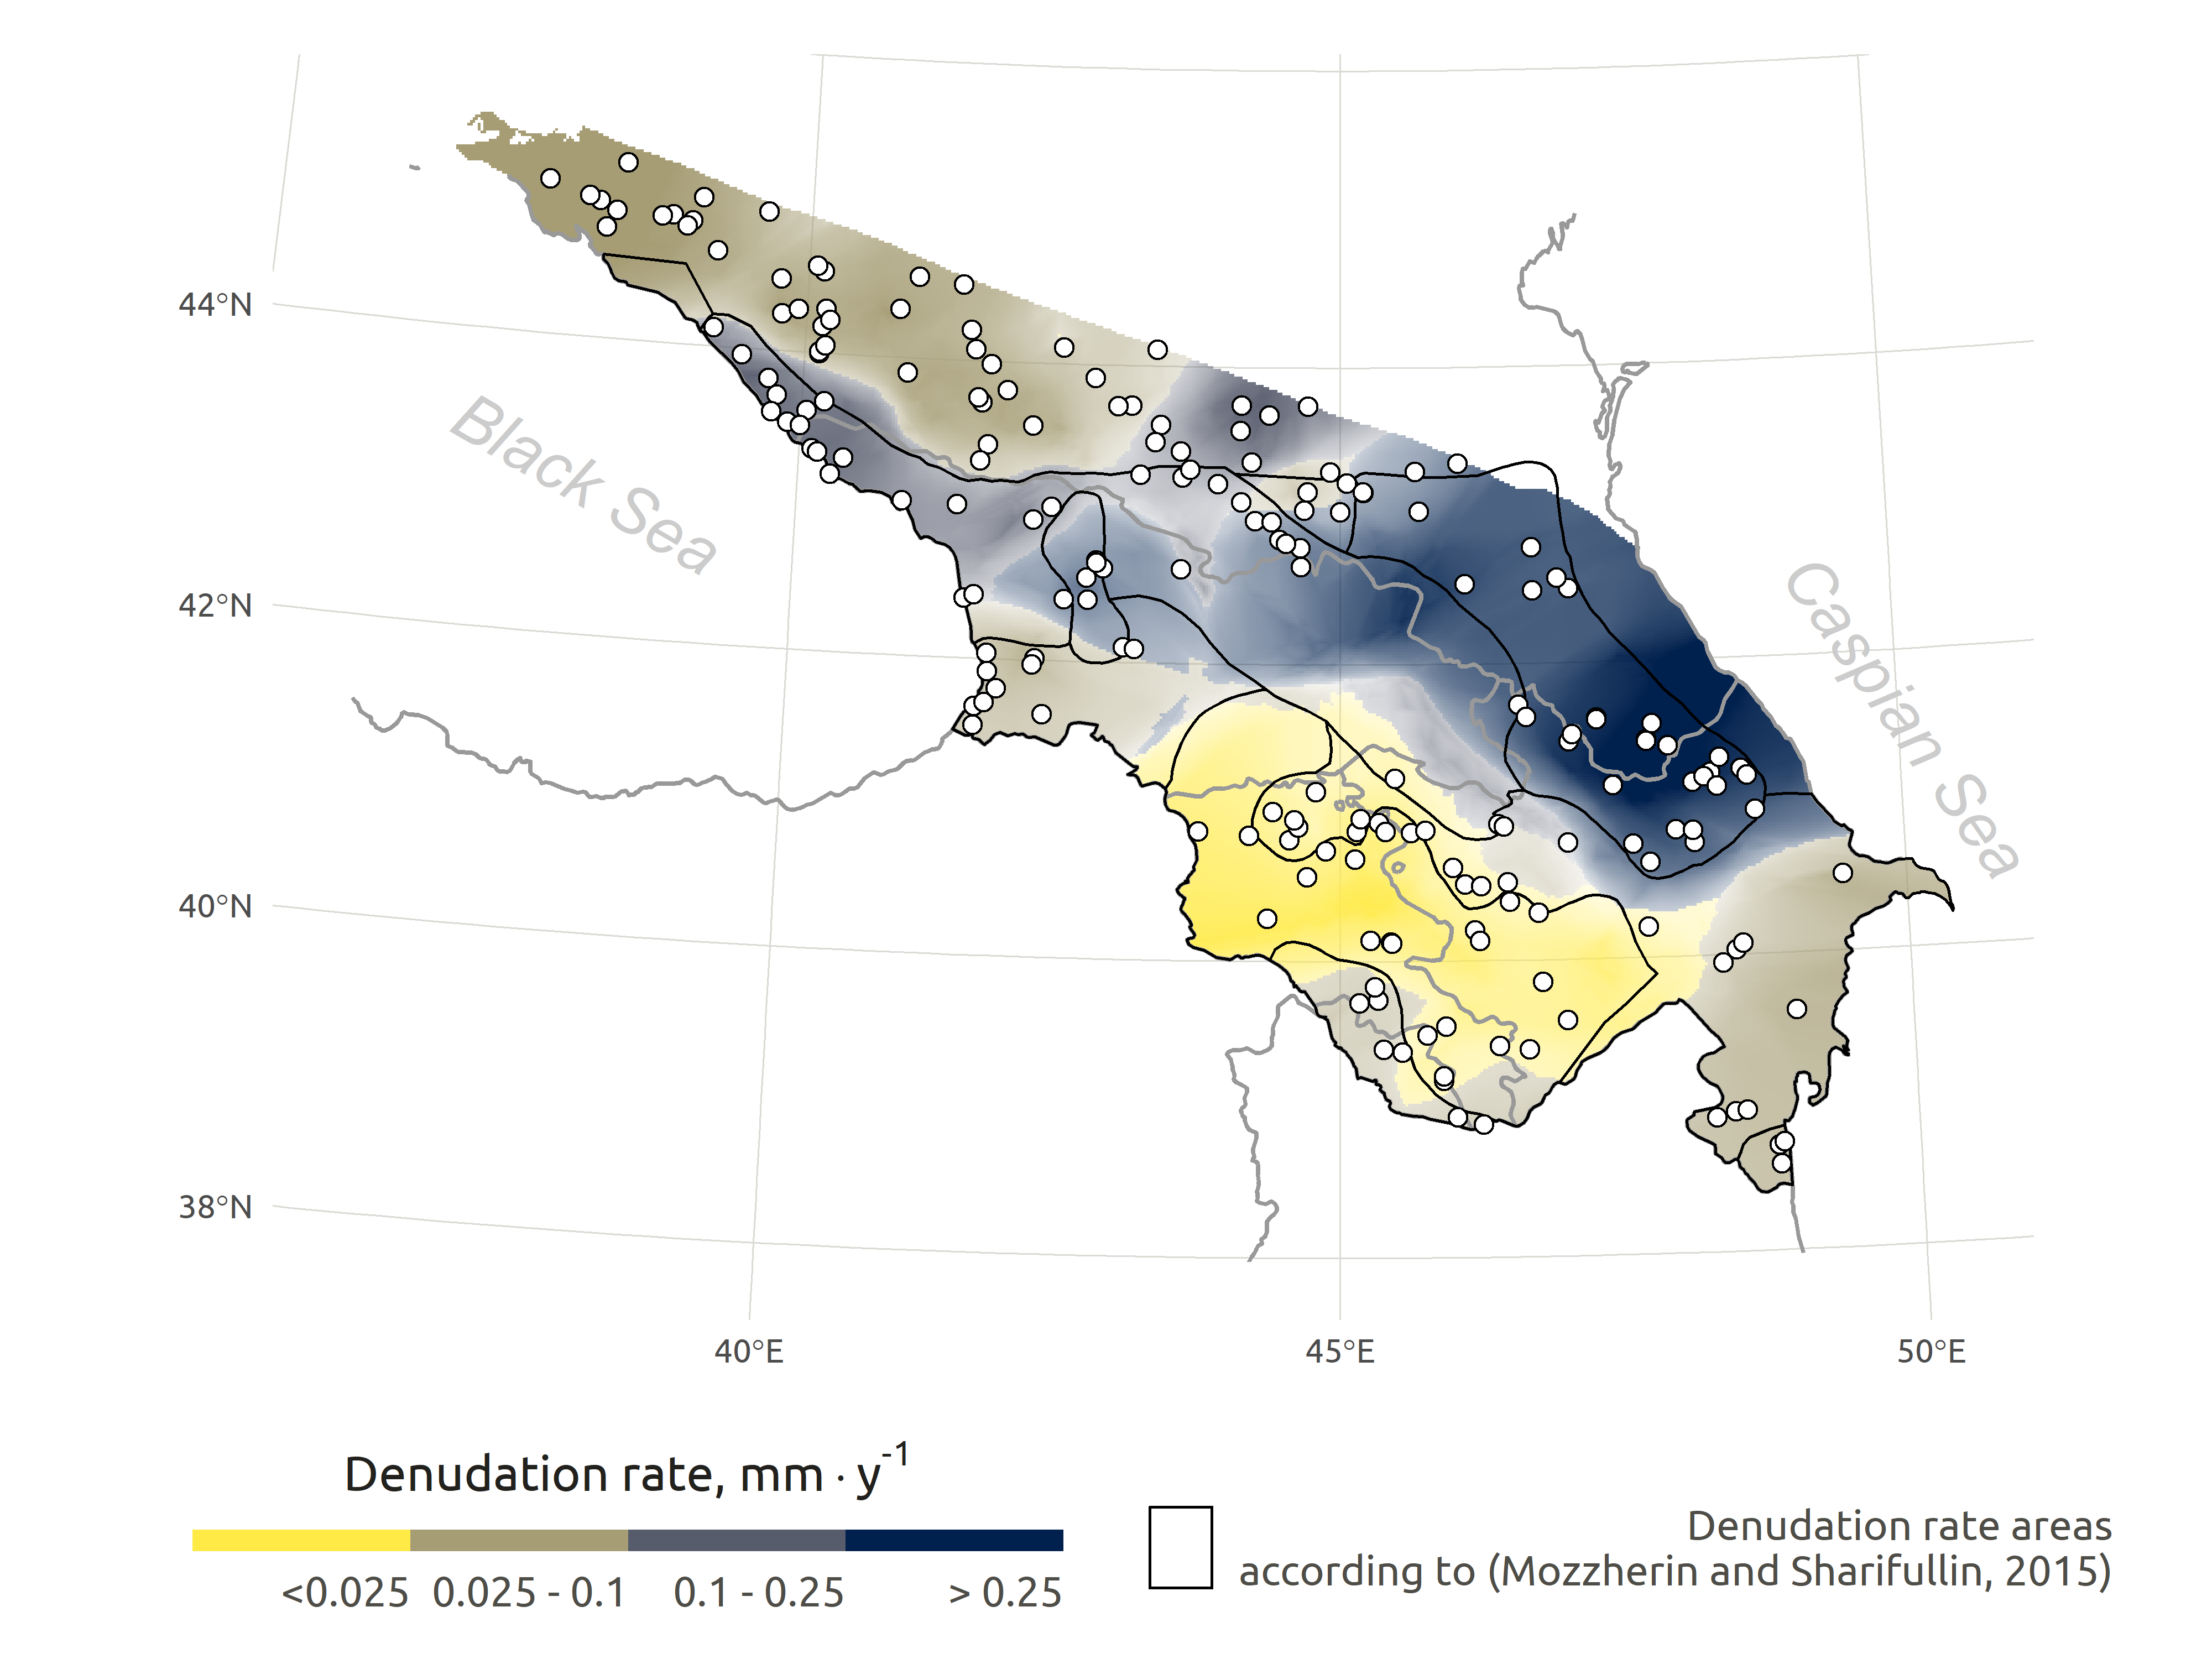 44°N
42°N
40°N
38°N
Black Sea
Caspian Sea
40°E
45°E
50°E
Denudation rate, mm · y⁻¹
<0.025
0.025 - 0.1
0.1 - 0.25
> 0.25
Denudation rate areas
according to (Mozzherin and Sharifullin, 2015)